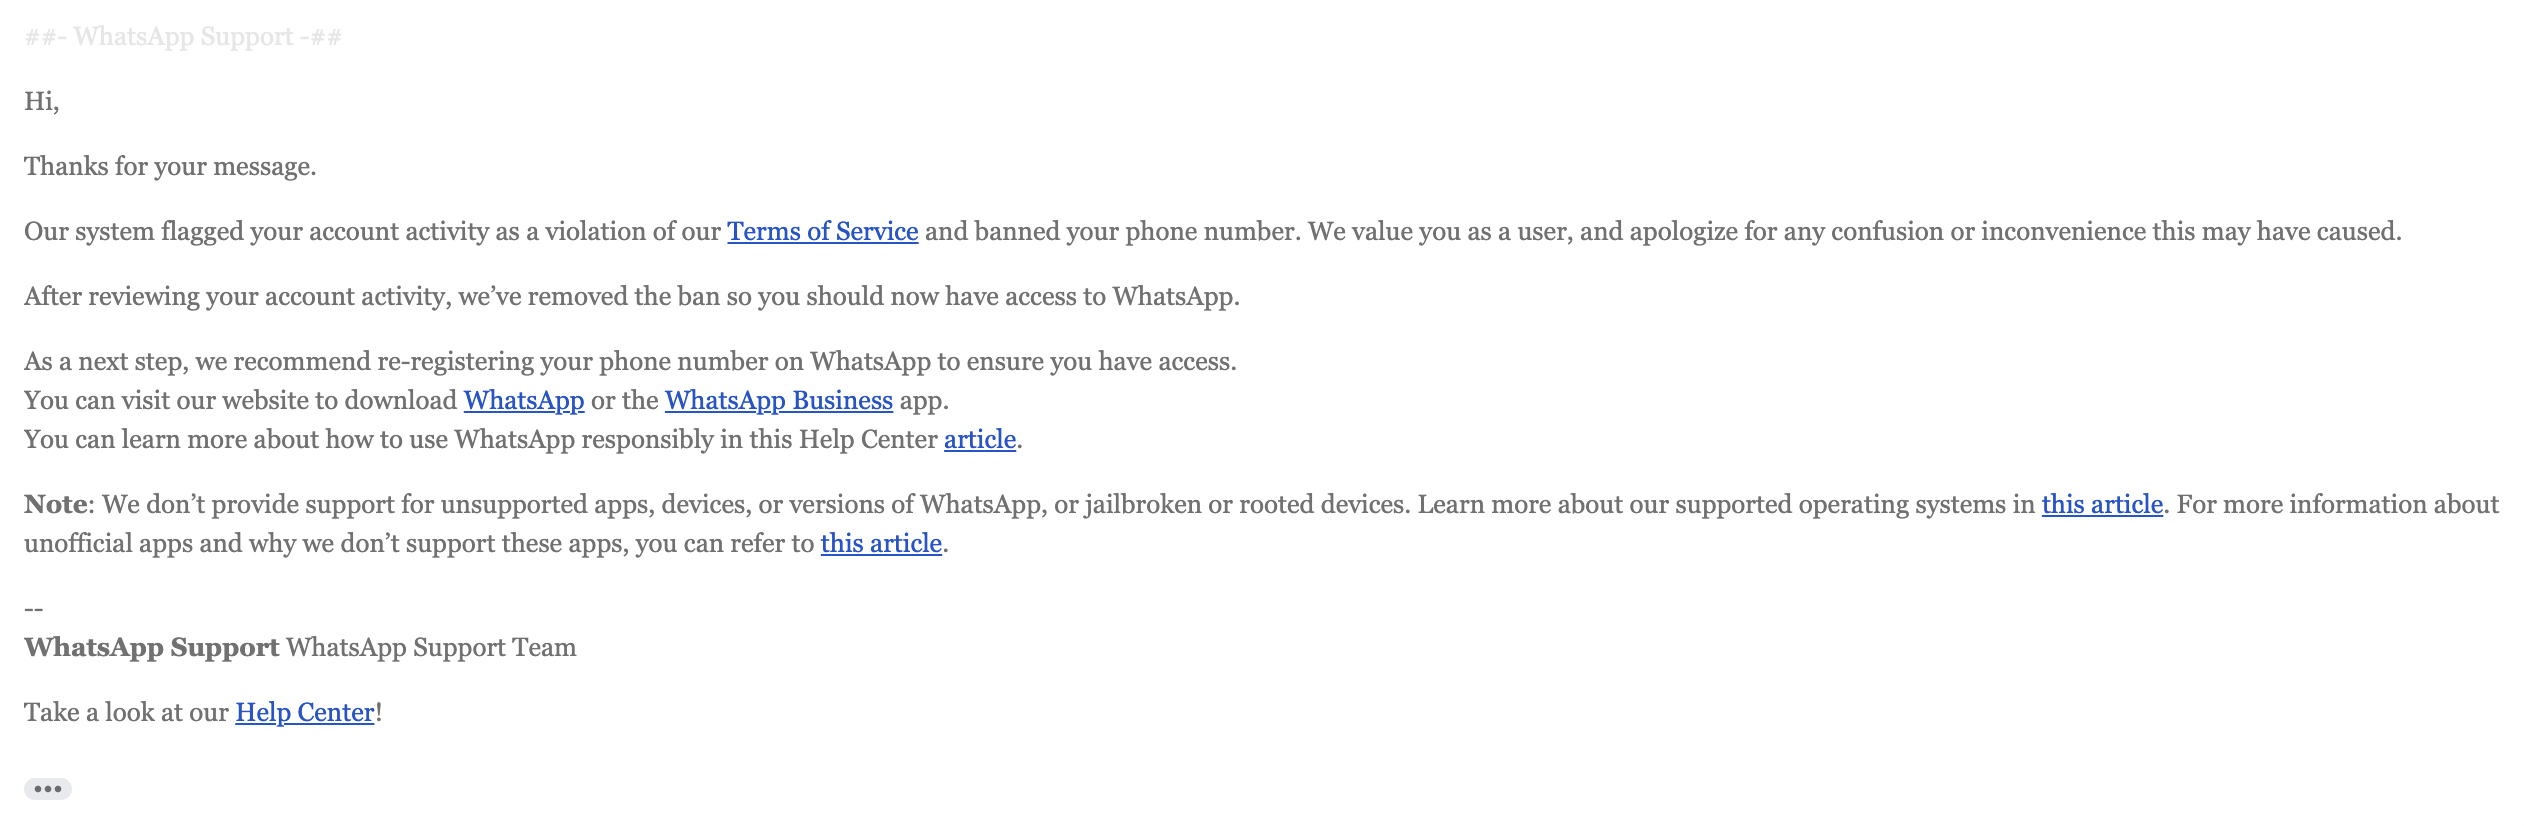 ##- WhatsApp Support -##
Hi,
Thanks for your message.
Our system flagged your account activity as a violation of our Terms of Service and banned your phone number. We value you as a user, and apologize for any confusion or inconvenience this may have caused.
After reviewing your account activity, we’ve removed the ban so you should now have access to WhatsApp.
As a next step, we recommend re-registering your phone number on WhatsApp to ensure you have access.
You can visit our website to download WhatsApp or the WhatsApp Business app.
You can learn more about how to use WhatsApp responsibly in this Help Center article.
Note: We don’t provide support for unsupported apps, devices, or versions of WhatsApp, or jailbroken or rooted devices. Learn more about our supported operating systems in this article. For more information about
unofficial apps and why we don’t support these apps, you can refer to this article.
--
WhatsApp Support WhatsApp Support Team
Take a look at our Help Center!